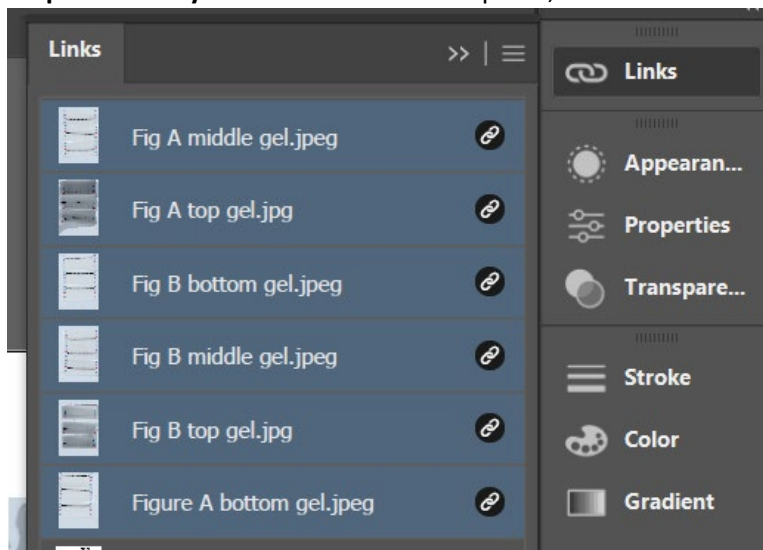 Links
Fig A middle gel.jpeg
Fig A top gel.jpg
Fig B bottom gel.jpeg
Fig B middle gel.jpeg
Fig B top gel.jpg
Figure A bottom gel.jpeg
Links
Appearan...
Properties
Transpare...
Stroke
Color
Gradient